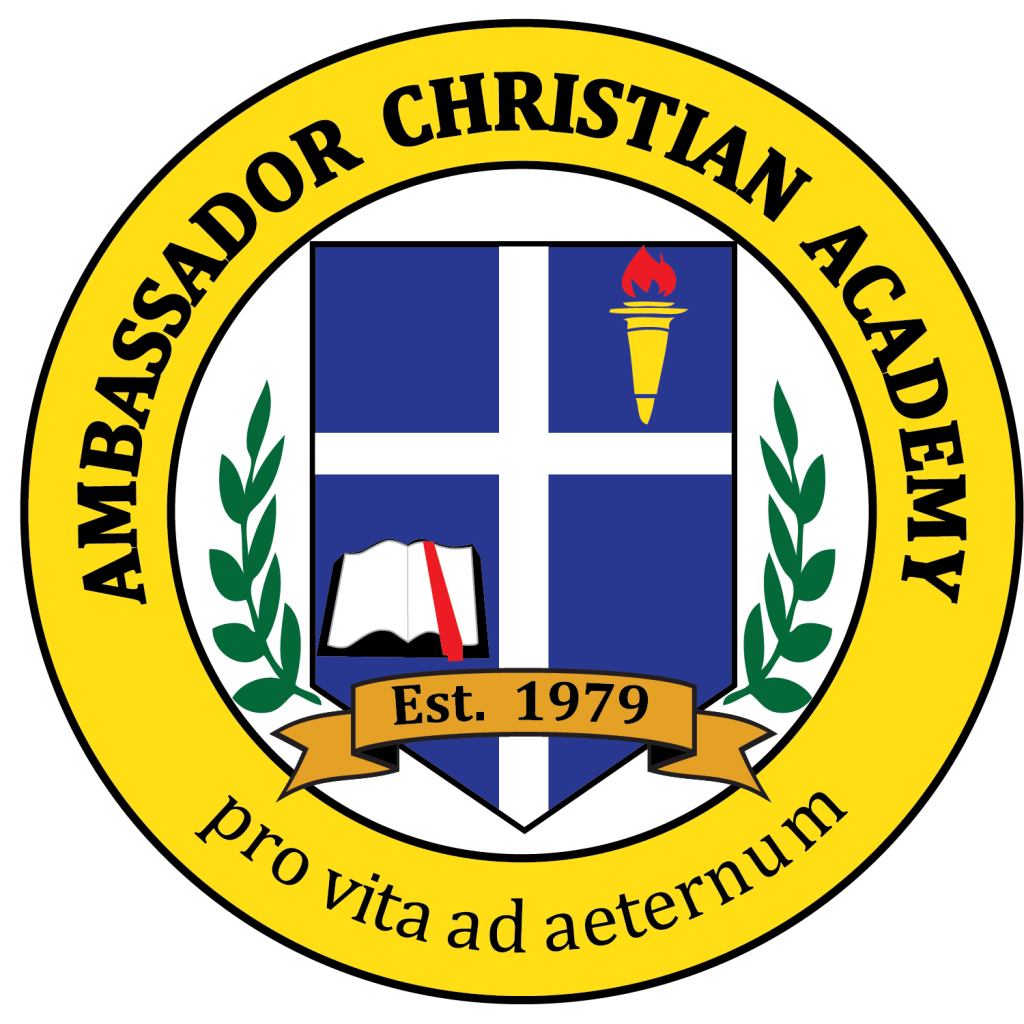 AMBASSADOR CHRISTIAN ACADEMY
Est. 1979
pro vita ad aeternum